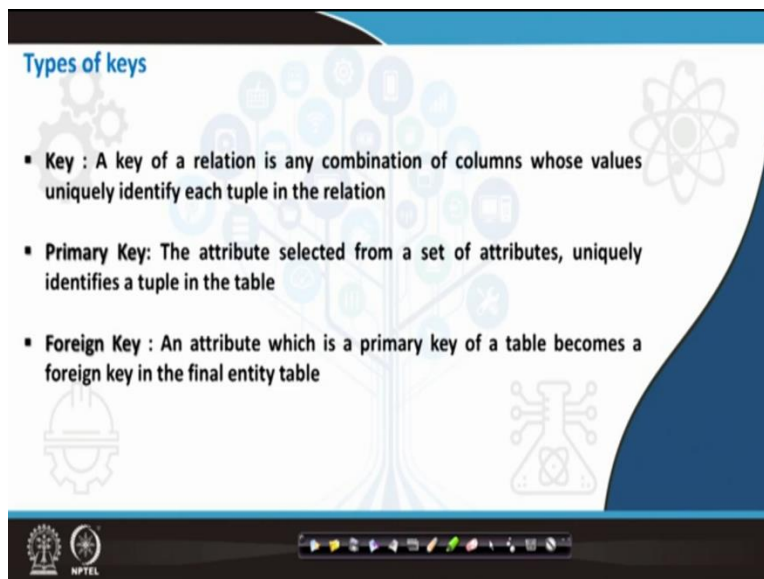 Types of keys
▪ Key : A key of a relation is any combination of columns whose values
uniquely identify each tuple in the relation
▪ Primary Key: The attribute selected from a set of attributes, uniquely
identifies a tuple in the table
▪ Foreign Key : An attribute which is a primary key of a table becomes a
foreign key in the final entity table
NPTEL